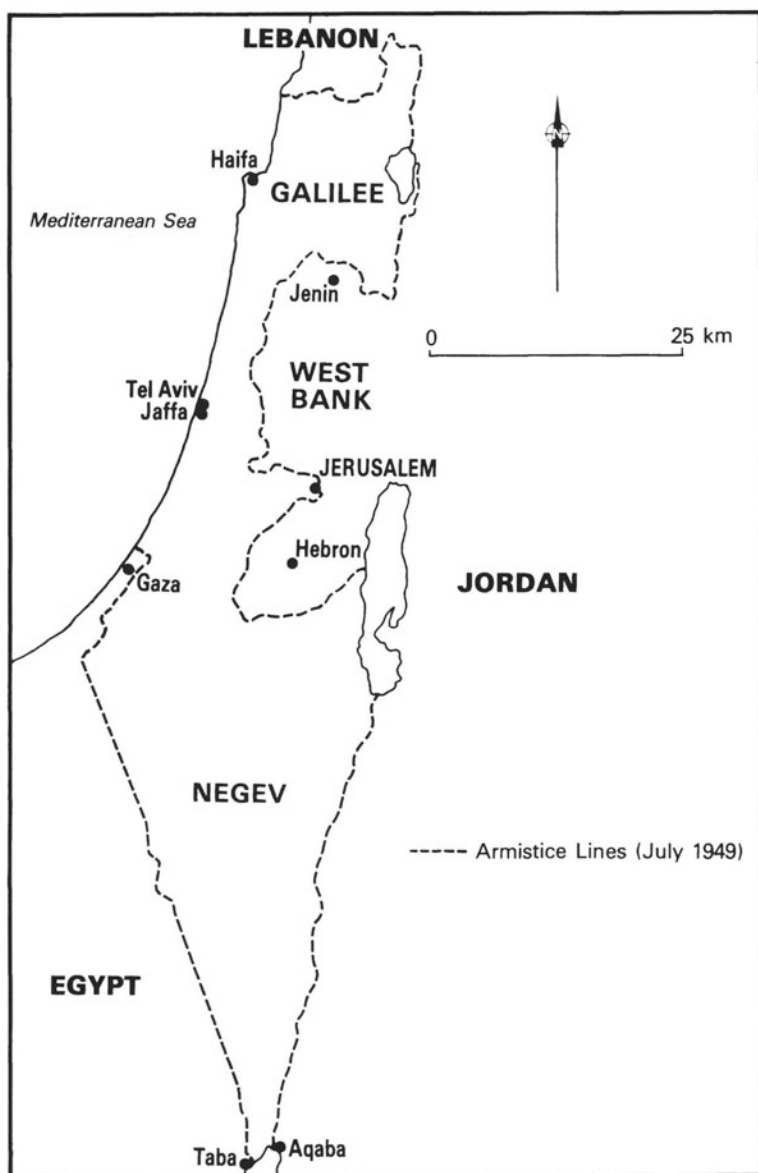 LEBANON
N
Haifa
GALILEE
Mediterranean Sea
Jenin
0 25 km
WEST
BANK
Tel Aviv
Jaffa
JERUSALEM
Hebron
Gaza
JORDAN
NEGEV
Armistice Lines (July 1949)
EGYPT
Taba
Aqaba